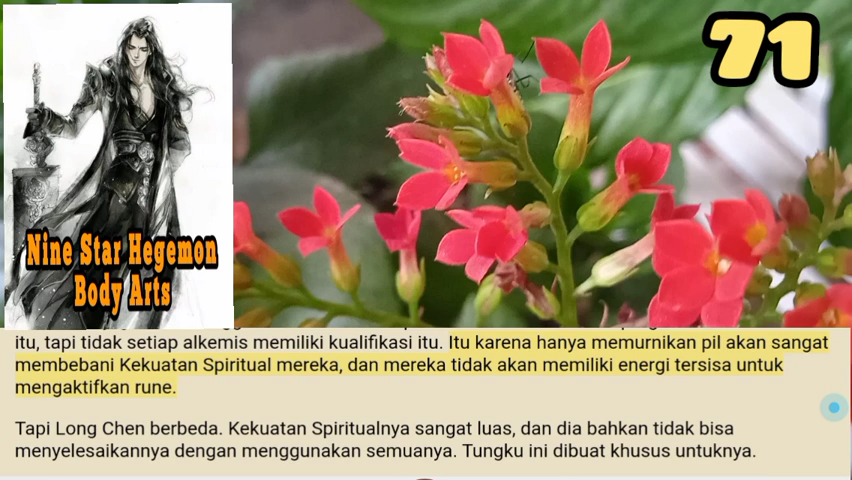 71
Nine Star Hegemon
Body Arts
itu, tapi tidak setiap alkemis memiliki kualifikasi itu. Itu karena hanya memurnikan pil akan sangat
membebani Kekuatan Spiritual mereka, dan mereka tidak akan memiliki energi tersisa untuk
mengaktifkan rune.
Tapi Long Chen berbeda. Kekuatan Spiritualnya sangat luas, dan dia bahkan tidak bisa
menyelesaikannya dengan menggunakan semuanya. Tungku ini dibuat khusus untuknya.